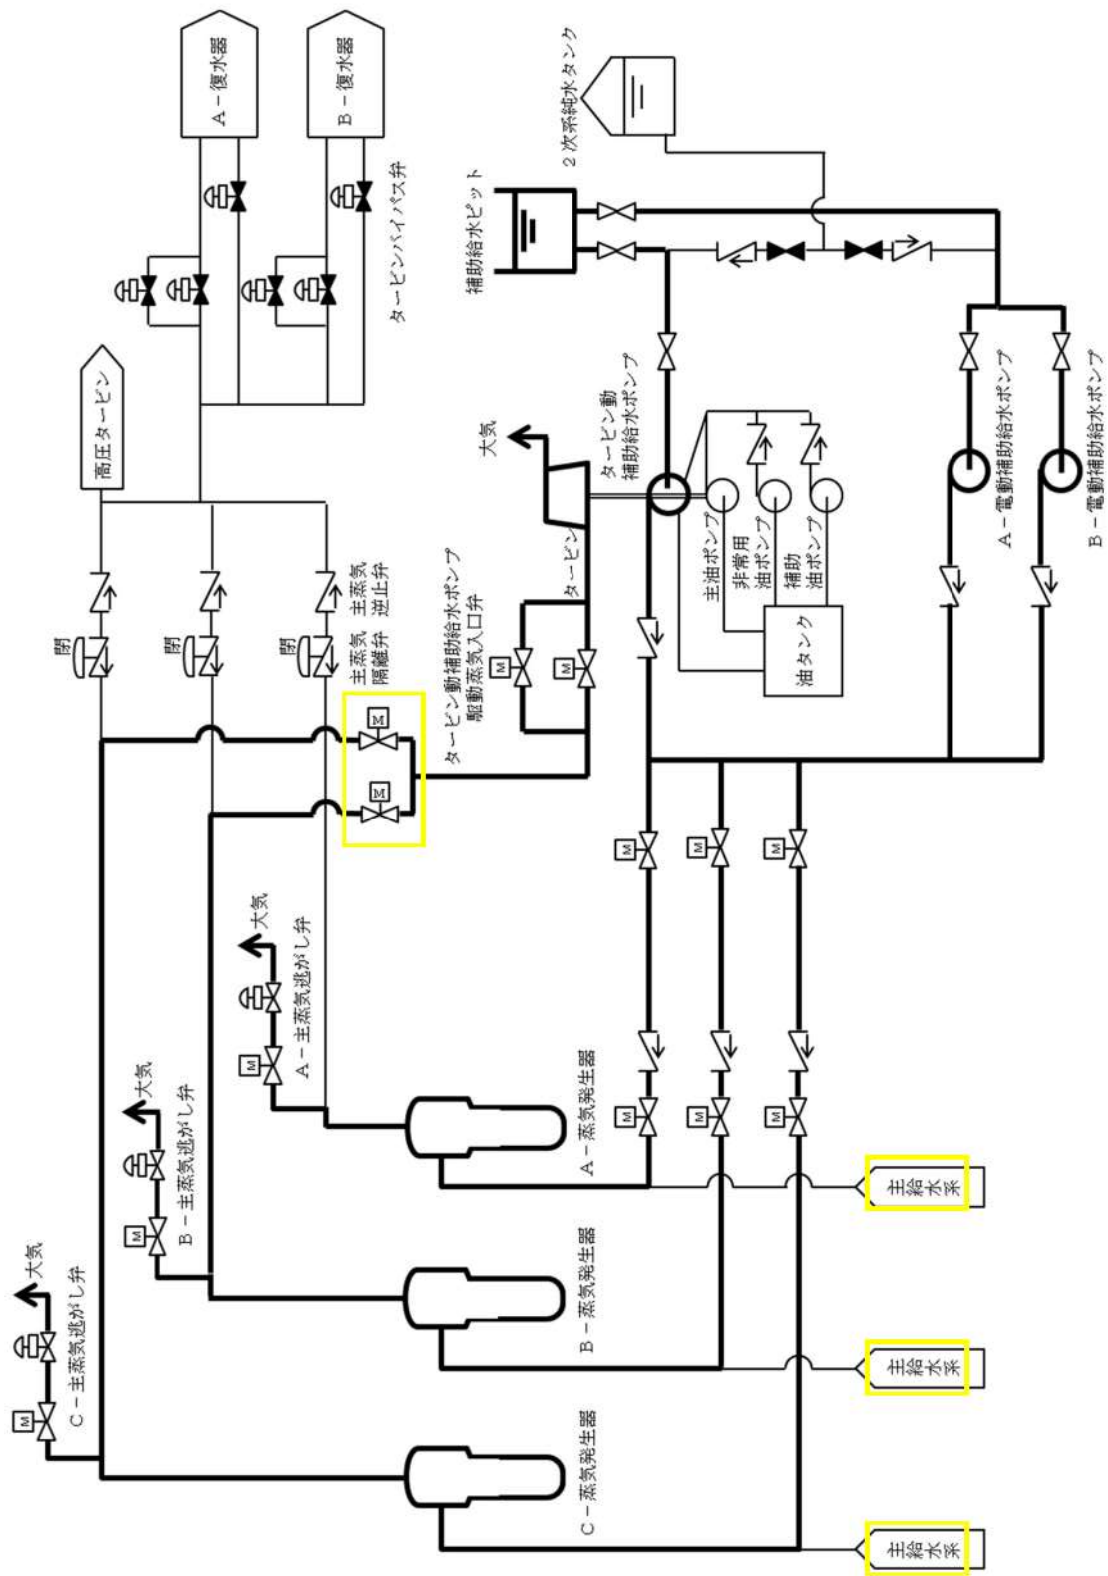 A－復水器
B－復水器
タービンバイパス弁
2次系純水タンク
補助給水ピット
高圧タービン
大気
タービン動
補助給水ポンプ
タービン
主蒸気
逆止弁
閉
閉
閉
主蒸気
隔離弁
タービン動補助給水ポンプ
駆動蒸気入口弁
M
M
M
M
主油ポンプ
非常用
油ポンプ
補助
油ポンプ
油タンク
A－電動補助給水ポンプ
B－電動補助給水ポンプ
大気
A－主蒸気逃がし弁
M
大気
B－主蒸気逃がし弁
M
大気
C－主蒸気逃がし弁
M
M
M
M
M
M
M
A－蒸気発生器
B－蒸気発生器
C－蒸気発生器
主給水系
主給水系
主給水系